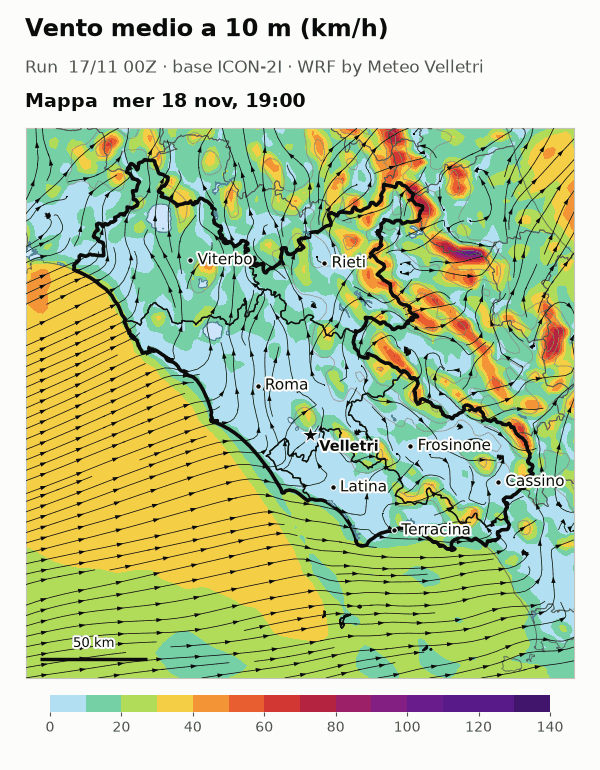 Vento medio a 10 m (km/h)
Run 17/11 00Z · base ICON-2I · WRF by Meteo Velletri
Mappa mer 18 nov, 19:00
Viterbo
Rieti
Roma
Velletri
Frosinone
Latina
Cassino
Terracina
50 km
0 20 40 60 80 100 120 140